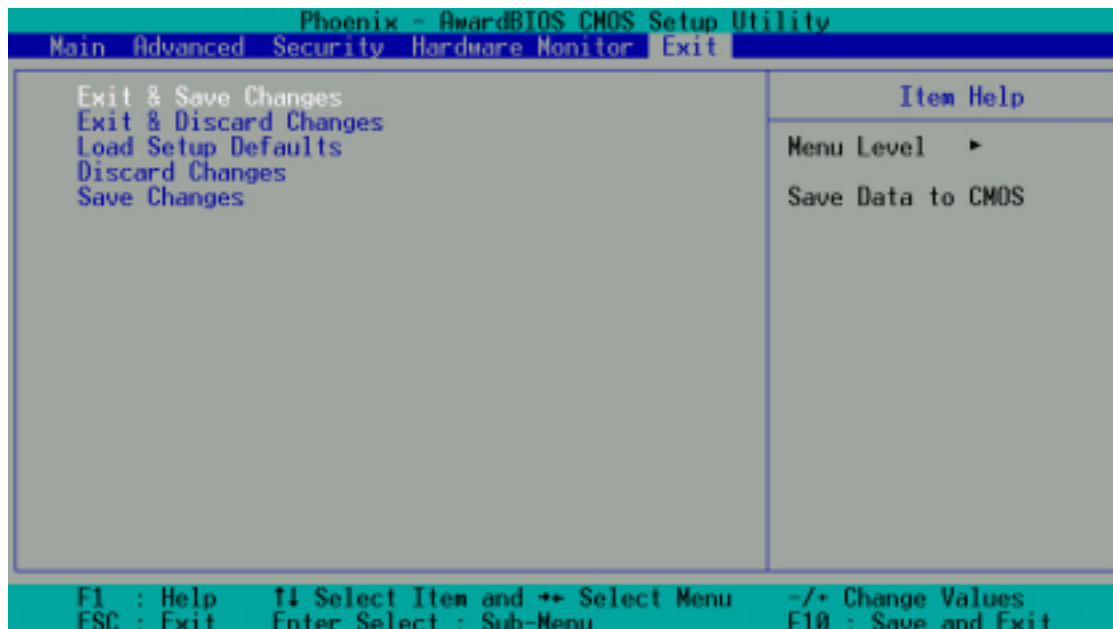 Phoenix - AwardBIOS CMOS Setup Utility
Main Advanced Security Hardware Monitor Exit
Exit & Save Changes
Exit & Discard Changes
Load Setup Defaults
Discard Changes
Save Changes
Item Help
Menu Level ►
Save Data to CMOS
F1 : Help ↑↓ Select Item and →← Select Menu -/+ Change Values
ESC : Exit Enter Select : Sub-Menu F10 : Save and Exit